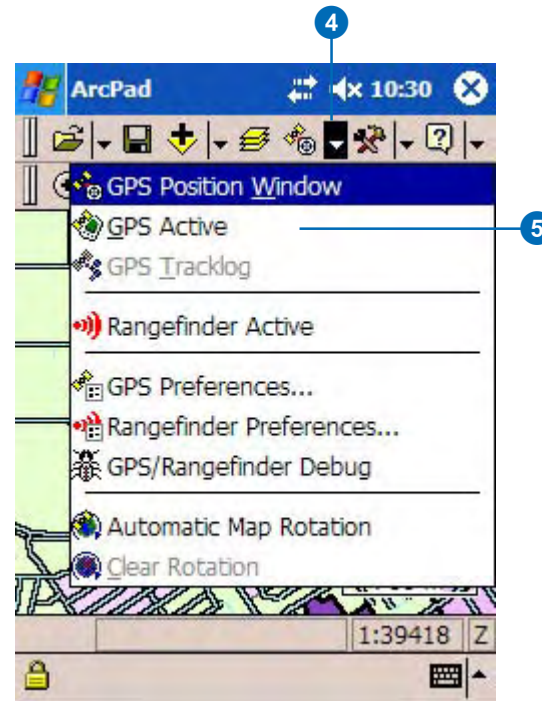 4
ArcPad 10:30
GPS Position Window
GPS Active
5
GPS Tracklog
Rangefinder Active
GPS Preferences...
Rangefinder Preferences...
GPS/Rangefinder Debug
Automatic Map Rotation
Clear Rotation
1:39418 Z